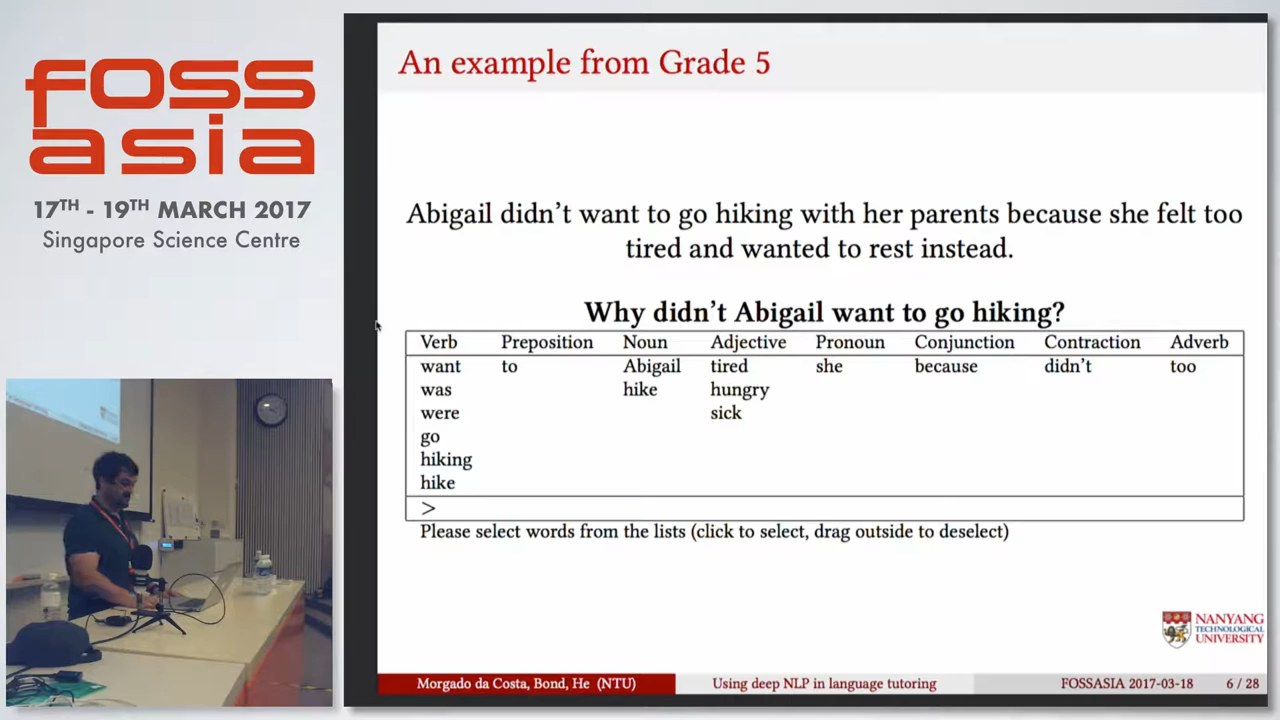 foss
asia
17TH - 19TH MARCH 2017
Singapore Science Centre
An example from Grade 5
Abigail didn't want to go hiking with her parents because she felt too
tired and wanted to rest instead.
Why didn't Abigail want to go hiking?
Verb Preposition Noun Adjective Pronoun Conjunction Contraction Adverb
want to Abigail tired she because didn't too
was hike hungry
were sick
go
hiking
hike
>
Please select words from the lists (click to select, drag outside to deselect)
NANYANG
TECHNOLOGICAL
UNIVERSITY
Morgado da Costa, Bond, He (NTU) Using deep NLP in language tutoring FOSSASIA 2017-03-18 6 / 28